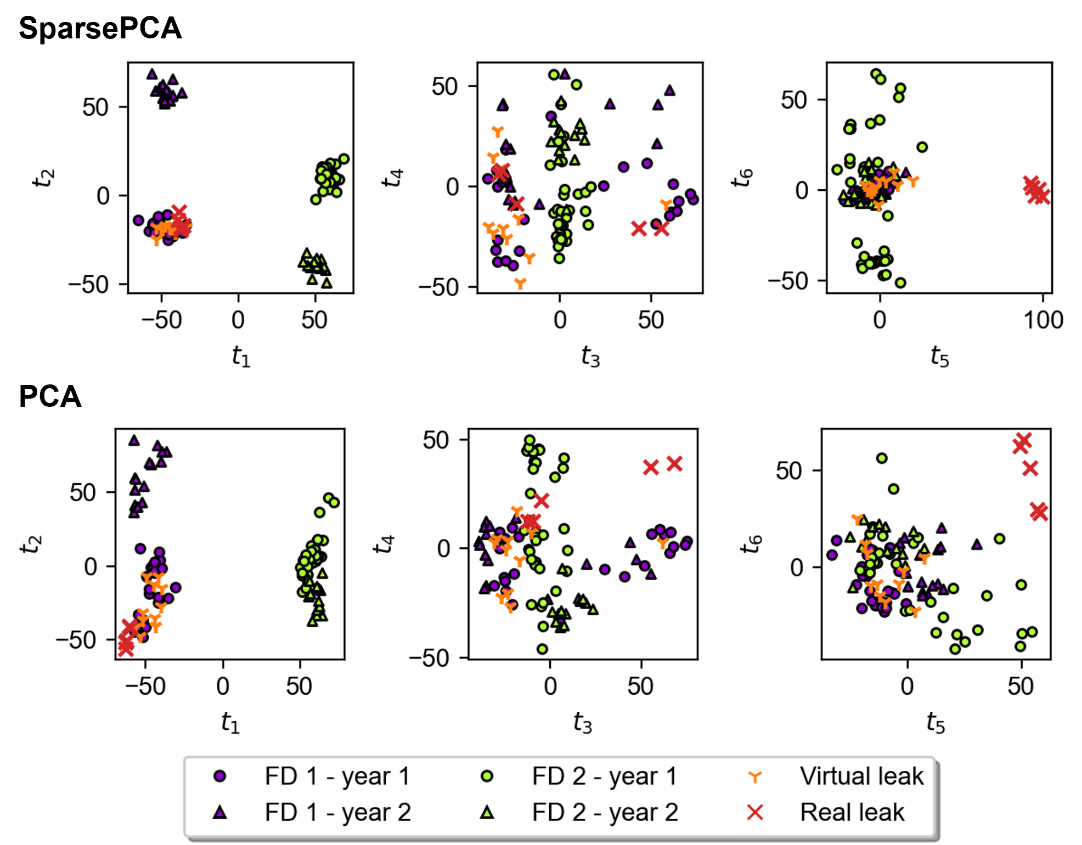 SparsePCA
50
0
−50
t2
−50
0
50
t1
50
0
−50
t4
0
50
t3
50
0
−50
t6
0
100
t5
PCA
50
0
−50
t2
−50
0
50
t1
50
0
−50
t4
0
50
t3
50
0
t6
0
50
t5
FD 1 - year 1
FD 2 - year 1
Virtual leak
FD 1 - year 2
FD 2 - year 2
Real leak